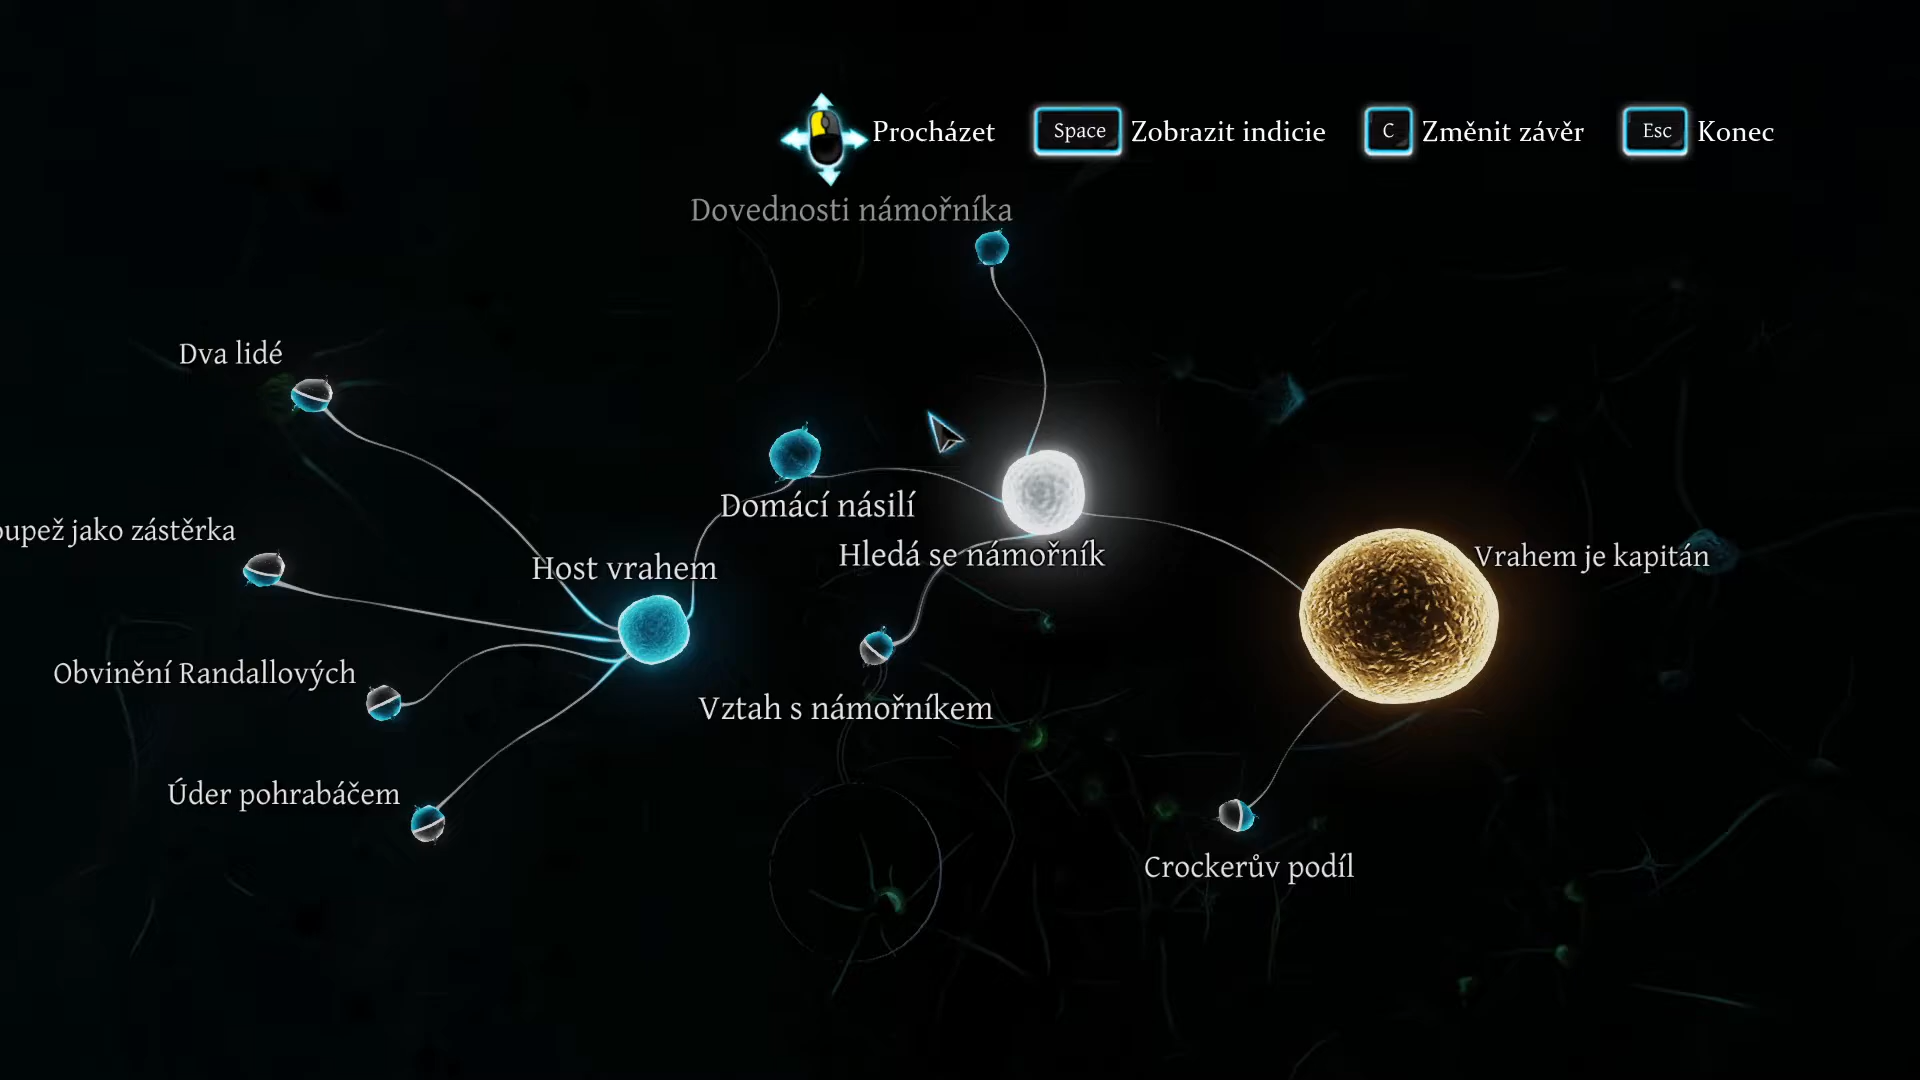 Procházet
Space Zobrazit indicie
C Změnit závěr
Esc Konec
Dovednosti námořníka
Dva lidé
Domácí násilí
jako zástěrka
Host vrahem
Hledá se námořník
Vrahem je kapitán
Obvinění Randallových
Vztah s námořníkem
Úder pohrabáčem
Crockerův podíl